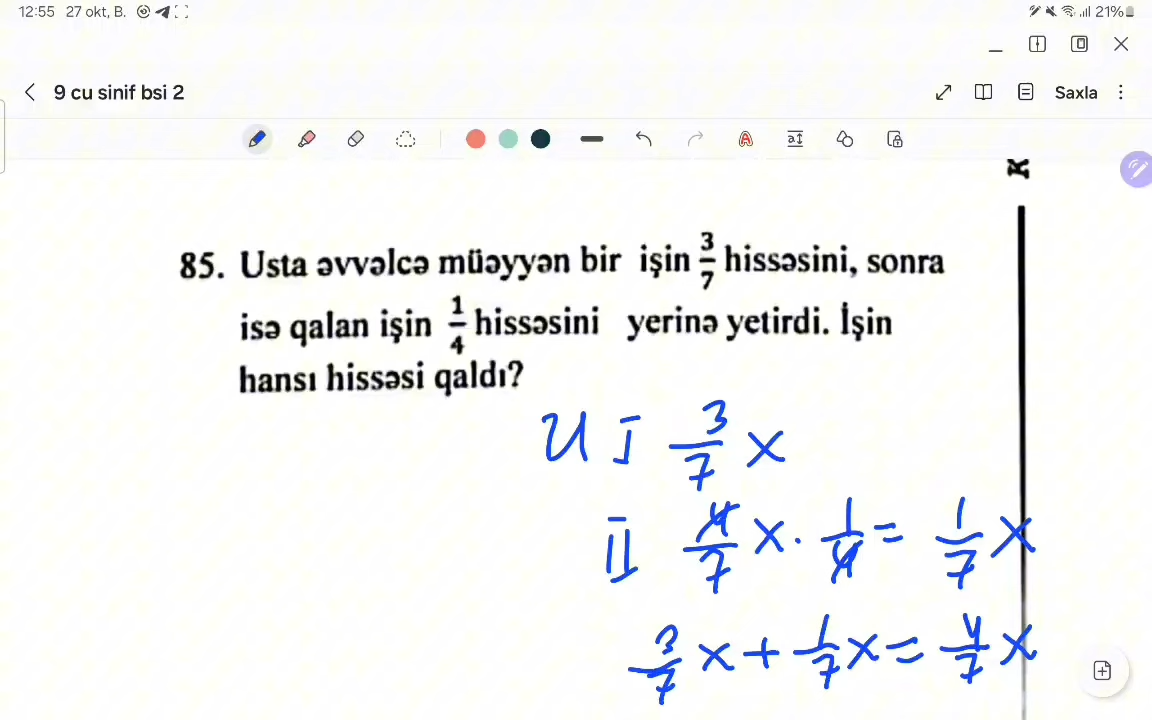 12:55 27 okt, B. 21%
9 cu sinif bsi 2 Saxla
85. Usta əvvəlcə müəyyən bir işin 3/7 hissəsini, sonra
isə qalan işin 1/4 hissəsini yerinə yetirdi. İşin
hansı hissəsi qaldı?
U I 3/7 x
II 4/7 x · 1/4 = 1/7 x
3/7 x + 1/7 x = 4/7 x